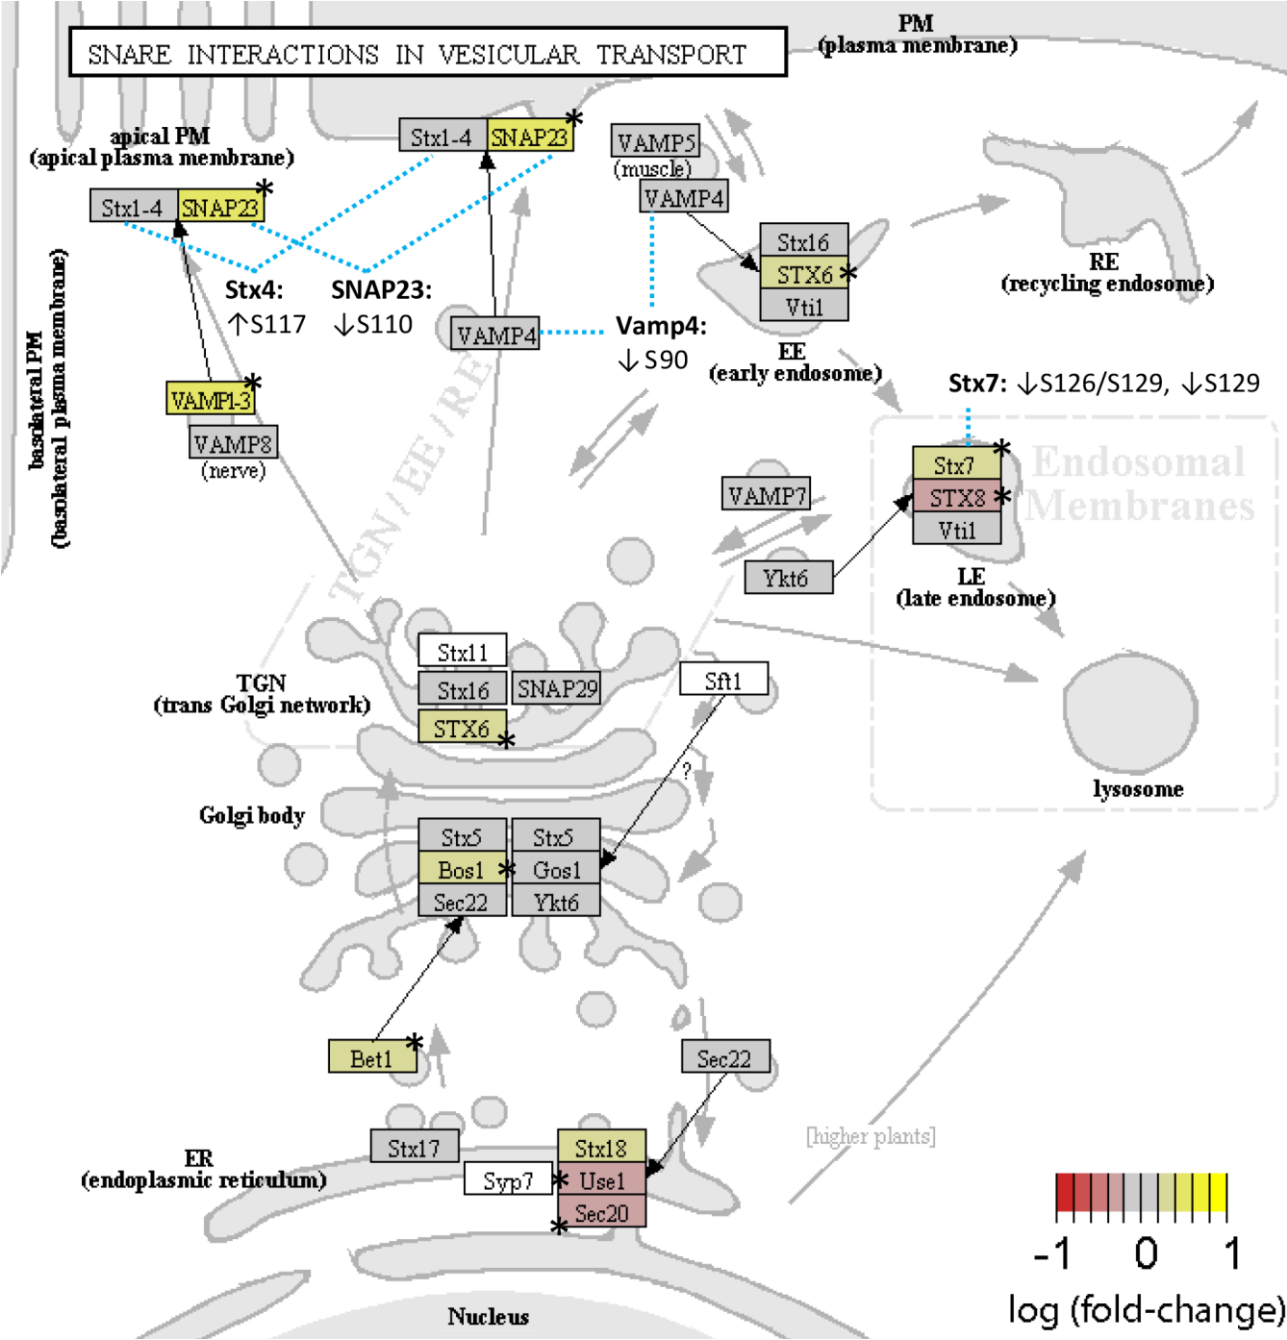 PM
(plasma membrane)
SNARE INTERACTIONS IN VESICULAR TRANSPORT
apical PM
(apical plasma membrane)
Stx1-4 SNAP23 *
VAMP5
(muscle)
VAMP4
Stx1-4 SNAP23 *
Stx16
STX6 *
Vti1
EE
(early endosome)
RE
(recycling endosome)
basolateral PM
(basolateral plasma membrane)
Stx4:
↑S117
SNAP23:
↓S110
VAMP4
Vamp4:
↓S90
Stx7: ↓S126/S129, ↓S129
VAMP1-3 *
VAMP8
(nerve)
TGN/EE/RE
Endosomal
Membranes
Stx7 *
STX8 *
Vti1
VAMP7
Ykt6
LE
(late endosome)
Stx11
Stx16 SNAP29
STX6 *
Sft1
TGN
(trans Golgi network)
?
lysosome
Golgi body
Stx5 Stx5
Bos1 * Gos1
Sec22 Ykt6
Bet1 *
Sec22
[higher plants]
Stx17
Stx18
Syp7 * Use1
* Sec20
ER
(endoplasmic reticulum)
Nucleus
-1 0 1
log (fold-change)